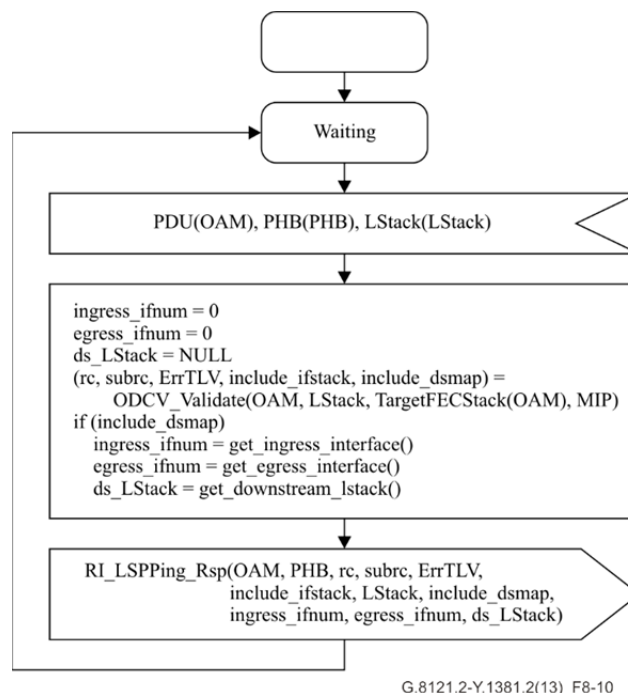 Waiting
PDU(OAM), PHB(PHB), LStack(LStack)
ingress_ifnum = 0
egress_ifnum = 0
ds_LStack = NULL
(rc, subrc, ErrTLV, include_ifstack, include_dsmap) =
ODCV_Validate(OAM, LStack, TargetFECStack(OAM), MIP)
if (include_dsmap)
ingress_ifnum = get_ingress_interface()
egress_ifnum = get_egress_interface()
ds_LStack = get_downstream_lstack()
RI_LSPPing_Rsp(OAM, PHB, rc, subrc, ErrTLV,
include_ifstack, LStack, include_dsmap,
ingress_ifnum, egress_ifnum, ds_LStack)
G.8121.2-Y.1381.2(13)_F8-10